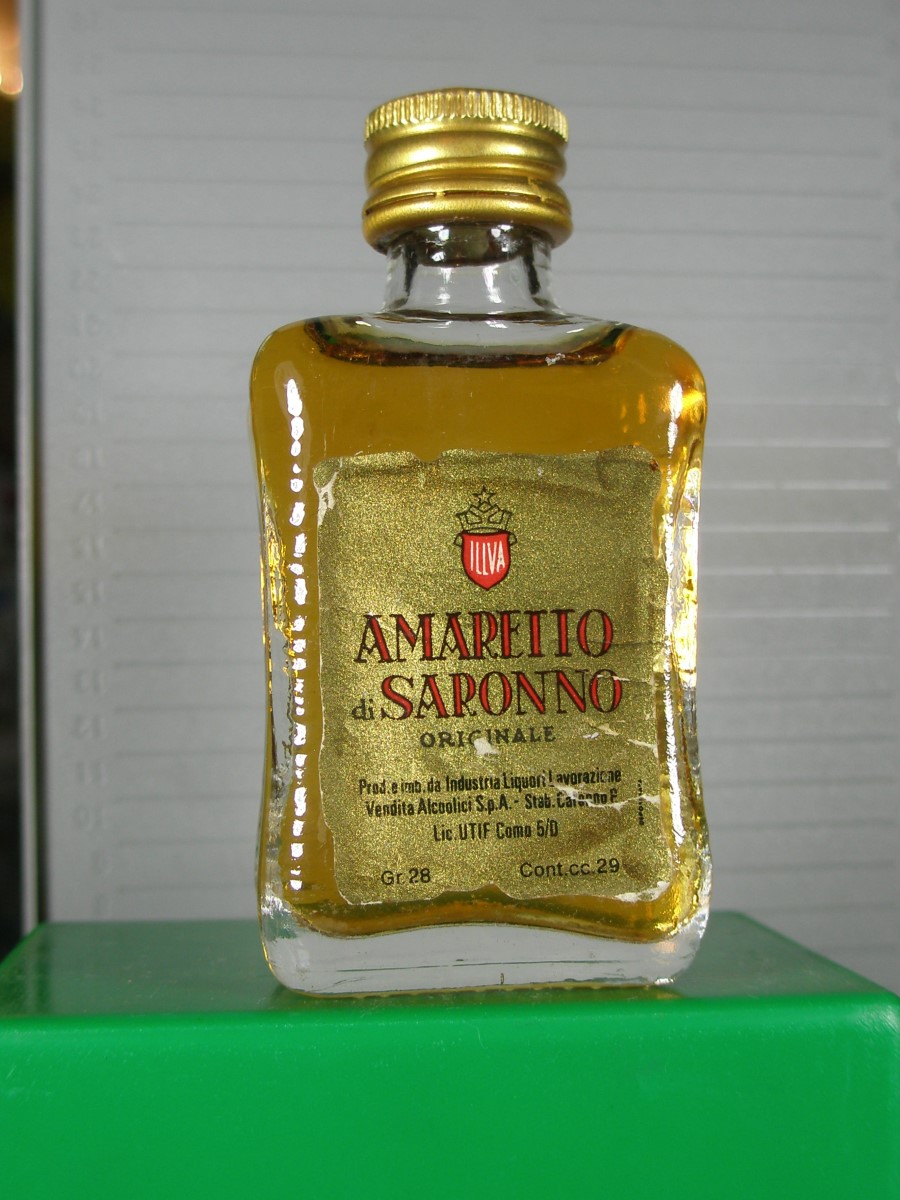 ILLVA
AMARETTO
di SARONNO
ORIGINALE
Prod. e imb. da Industria Liquori Lavorazione
Vendita Alcoolici S.p.A. - Stab. Caronno P.
Lic. UTIF Como 5/D
Gr. 28 Cont. cc. 29